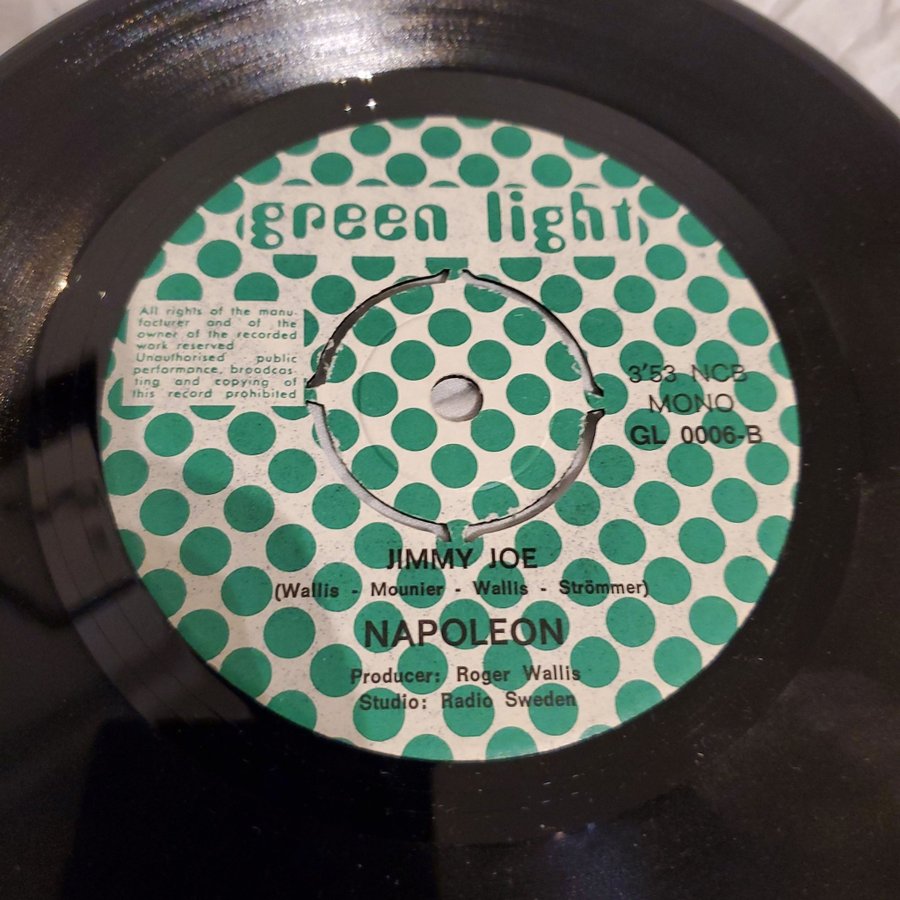 green light
All rights of the manu-
facturer and of the
owner of the recorded
work reserved
Unauthorised public
performance, broadcas-
ting and copying of
this record prohibited
3'53 NCB
MONO
GL 0006-B
JIMMY JOE
(Wallis - Mounier - Wallis - Strömmer)
NAPOLEON
Producer: Roger Wallis
Studio: Radio Sweden